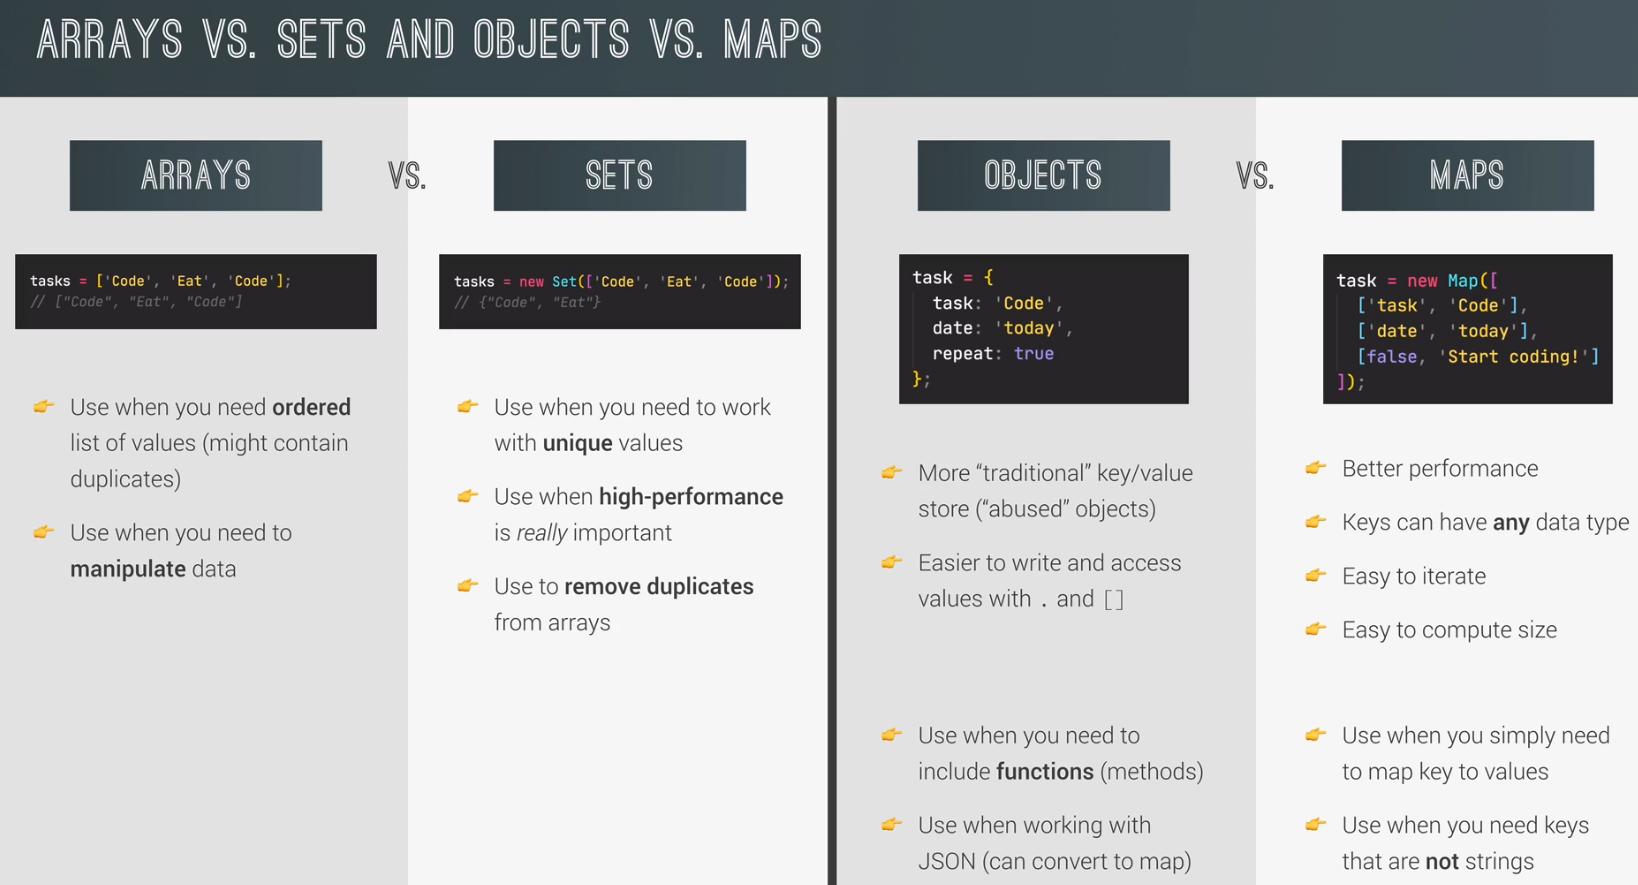 ARRAYS VS. SETS AND OBJECTS VS. MAPS
ARRAYS
VS.
SETS
OBJECTS
VS.
MAPS
tasks = ['Code', 'Eat', 'Code'];
// ["Code", "Eat", "Code"]
👉 Use when you need ordered
list of values (might contain
duplicates)
👉 Use when you need to
manipulate data
tasks = new Set(['Code', 'Eat', 'Code']);
// {"Code", "Eat"}
👉 Use when you need to work
with unique values
👉 Use when high-performance
is really important
👉 Use to remove duplicates
from arrays
task = {
task: 'Code',
date: 'today',
repeat: true
};
👉 More “traditional” key/value
store (“abused” objects)
👉 Easier to write and access
values with . and []
👉 Use when you need to
include functions (methods)
👉 Use when working with
JSON (can convert to map)
task = new Map([
['task', 'Code'],
['date', 'today'],
[false, 'Start coding!']
]);
👉 Better performance
👉 Keys can have any data type
👉 Easy to iterate
👉 Easy to compute size
👉 Use when you simply need
to map key to values
👉 Use when you need keys
that are not strings